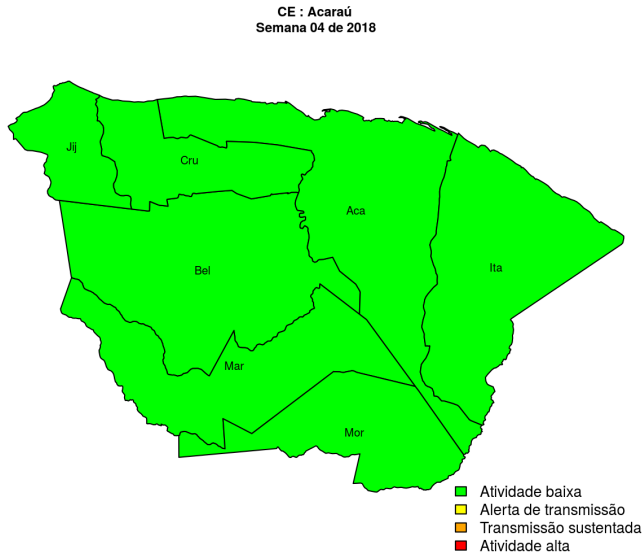 CE : Acaraú
Semana 04 de 2018
Jij
Cru
Aca
Bel
Ita
Mar
Mor
Atividade baixa
Alerta de transmissão
Transmissão sustentada
Atividade alta